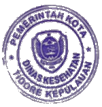 PEMERINTAH KOTA
DINAS KESEHATAN
TIDORE KEPULAUAN